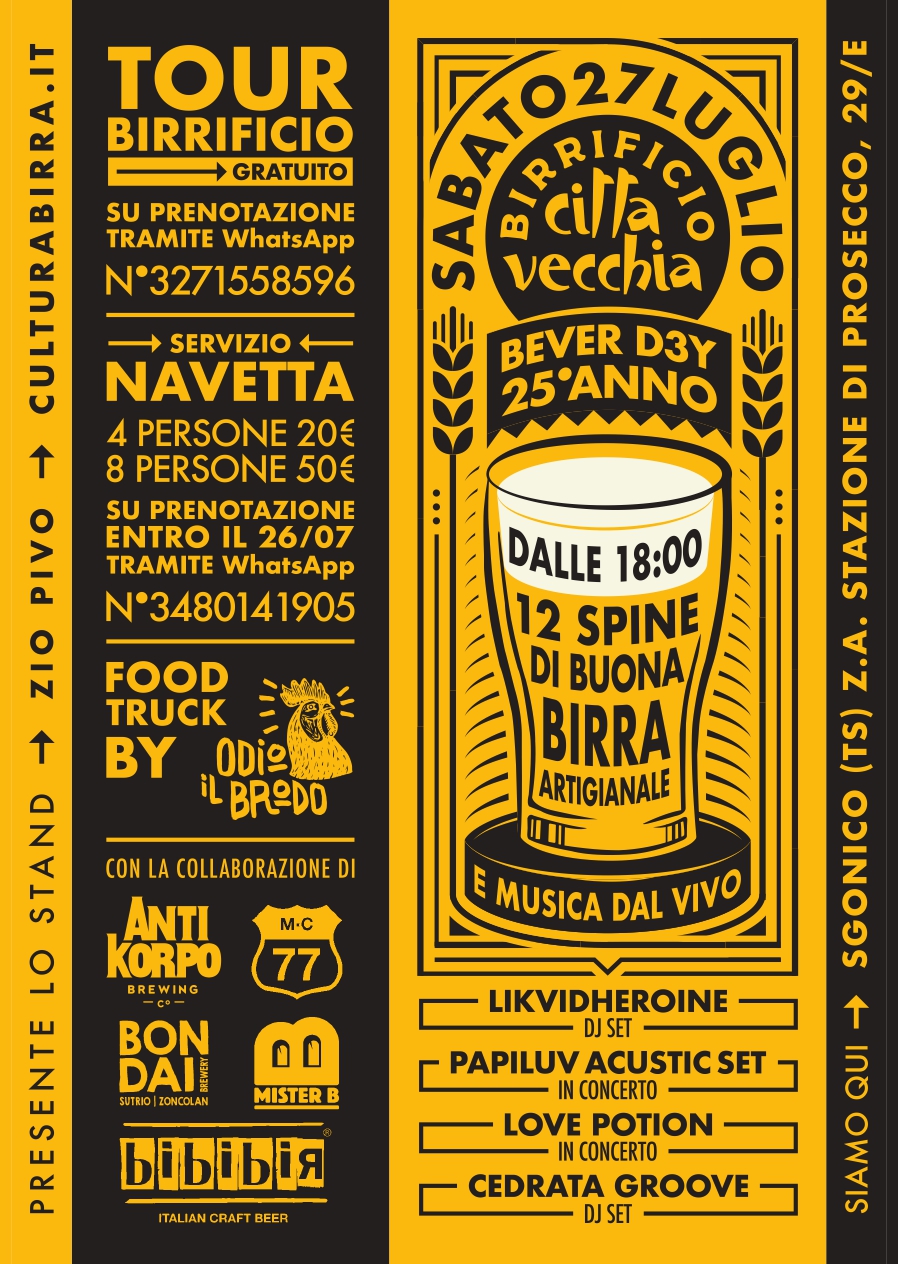 PRESENTE LO STAND → ZIO PIVO → CULTURABIRRA.IT
TOUR
BIRRIFICIO
GRATUITO
SU PRENOTAZIONE
TRAMITE WhatsApp
N°3271558596
SERVIZIO
NAVETTA
4 PERSONE 20€
8 PERSONE 50€
SU PRENOTAZIONE
ENTRO IL 26/07
TRAMITE WhatsApp
N°3480141905
FOOD
TRUCK
BY
ODiO
iL BRODO
CON LA COLLABORAZIONE DI
ANTI
KORPO
BREWING
Cº
M·C
77
BON
DAI
BREWERY
SUTRIO | ZONCOLAN
B
MISTER B
bibibiя®
ITALIAN CRAFT BEER
SABATO 27 LUGLIO
BIRRIFICIO
citta
vecchia
BEVER D3Y
25°ANNO
DALLE 18:00
12 SPINE
DI BUONA
BIRRA
ARTIGIANALE
E MUSICA DAL VIVO
LIKVIDHEROINE
DJ SET
PAPILUV ACUSTIC SET
IN CONCERTO
LOVE POTION
IN CONCERTO
CEDRATA GROOVE
DJ SET
SIAMO QUI → SGONICO (TS) Z.A. STAZIONE DI PROSECCO, 29/E